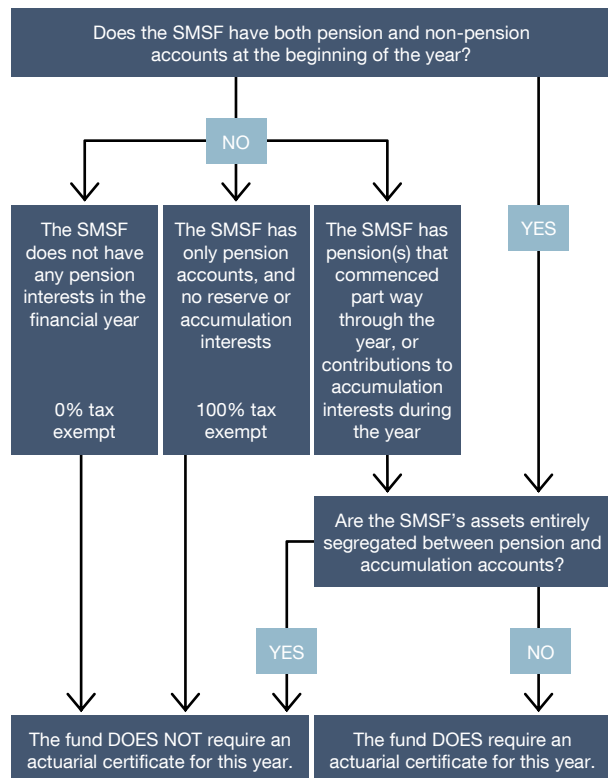 Does the SMSF have both pension and non-pension
accounts at the beginning of the year?
NO
YES
The SMSF
does not have
any pension
interests in the
financial year
0% tax
exempt
The SMSF has
only pension
accounts, and
no reserve or
accumulation
interests
100% tax
exempt
The SMSF has
pension(s) that
commenced
part way
through the
year, or
contributions to
accumulation
interests during
the year
Are the SMSF's assets entirely
segregated between pension and
accumulation accounts?
YES
NO
The fund DOES NOT require an
actuarial certificate for this year.
The fund DOES require an
actuarial certificate for this year.